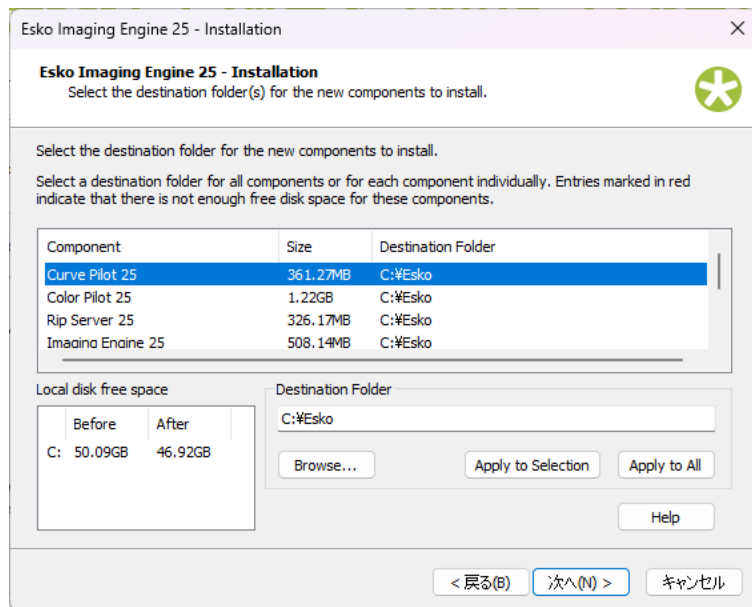 Esko Imaging Engine 25 - Installation
Esko Imaging Engine 25 - Installation
Select the destination folder(s) for the new components to install.
Select the destination folder for the new components to install.
Select a destination folder for all components or for each component individually. Entries marked in red
indicate that there is not enough free disk space for these components.
Component Size Destination Folder
Curve Pilot 25 361.27MB C:¥Esko
Color Pilot 25 1.22GB C:¥Esko
Rip Server 25 326.17MB C:¥Esko
Imaging Engine 25 508.14MB C:¥Esko
Local disk free space
Before After
C: 50.09GB 46.92GB
Destination Folder
C:¥Esko
Browse... Apply to Selection Apply to All
Help
< 戻る(B) 次へ(N) > キャンセル